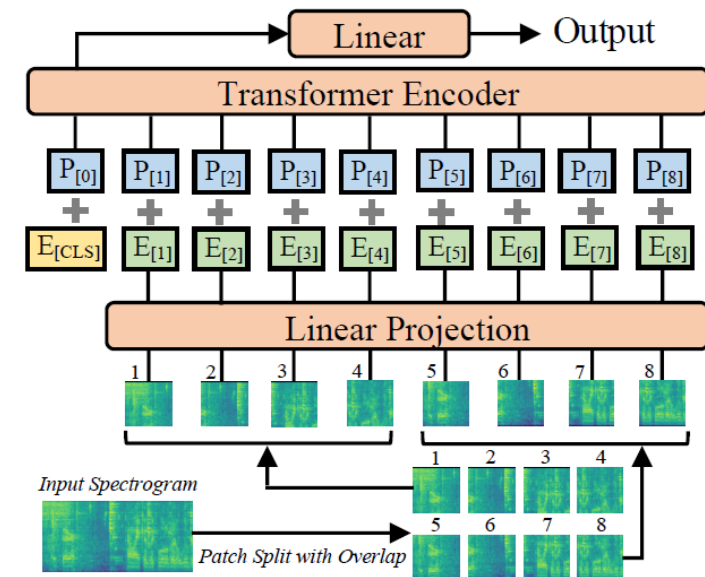 Linear Output
Transformer Encoder
P[0] P[1] P[2] P[3] P[4] P[5] P[6] P[7] P[8]
+ + + + + + + + +
E[CLS] E[1] E[2] E[3] E[4] E[5] E[6] E[7] E[8]
Linear Projection
1 2 3 4 5 6 7 8
1 2 3 4
Input Spectrogram
5 6 7 8
Patch Split with Overlap